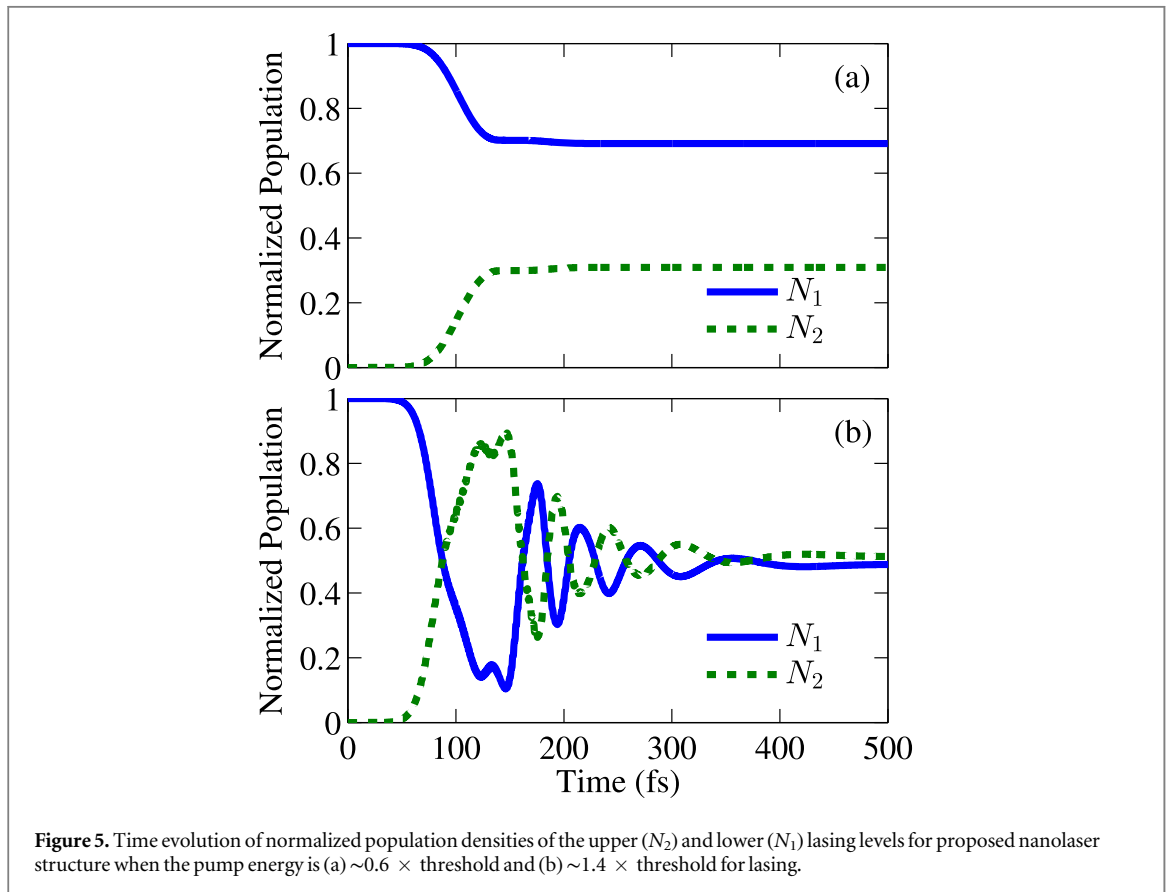 (a)
Normalized Population
1
0.8
0.6
0.4
0.2
0
N₁
N₂
(b)
Normalized Population
1
0.8
0.6
0.4
0.2
0
N₁
N₂
0 100 200 300 400 500
Time (fs)
Figure 5. Time evolution of normalized population densities of the upper (N₂) and lower (N₁) lasing levels for proposed nanolaser
structure when the pump energy is (a) ~0.6 × threshold and (b) ~1.4 × threshold for lasing.